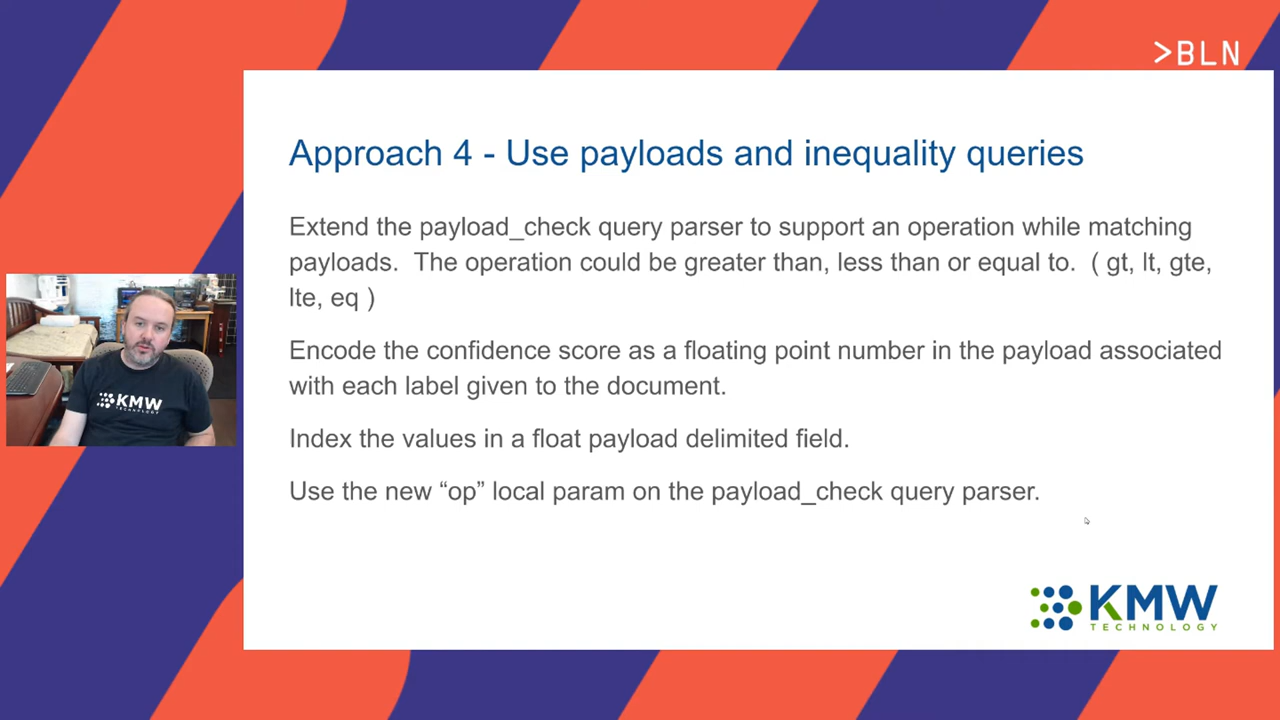 >BLN
Approach 4 - Use payloads and inequality queries
Extend the payload_check query parser to support an operation while matching
payloads.  The operation could be greater than, less than or equal to.  ( gt, lt, gte,
lte, eq )
Encode the confidence score as a floating point number in the payload associated
with each label given to the document.
Index the values in a float payload delimited field.
Use the new “op” local param on the payload_check query parser.
KMW
TECHNOLOGY
KMW
TECHNOLOGY